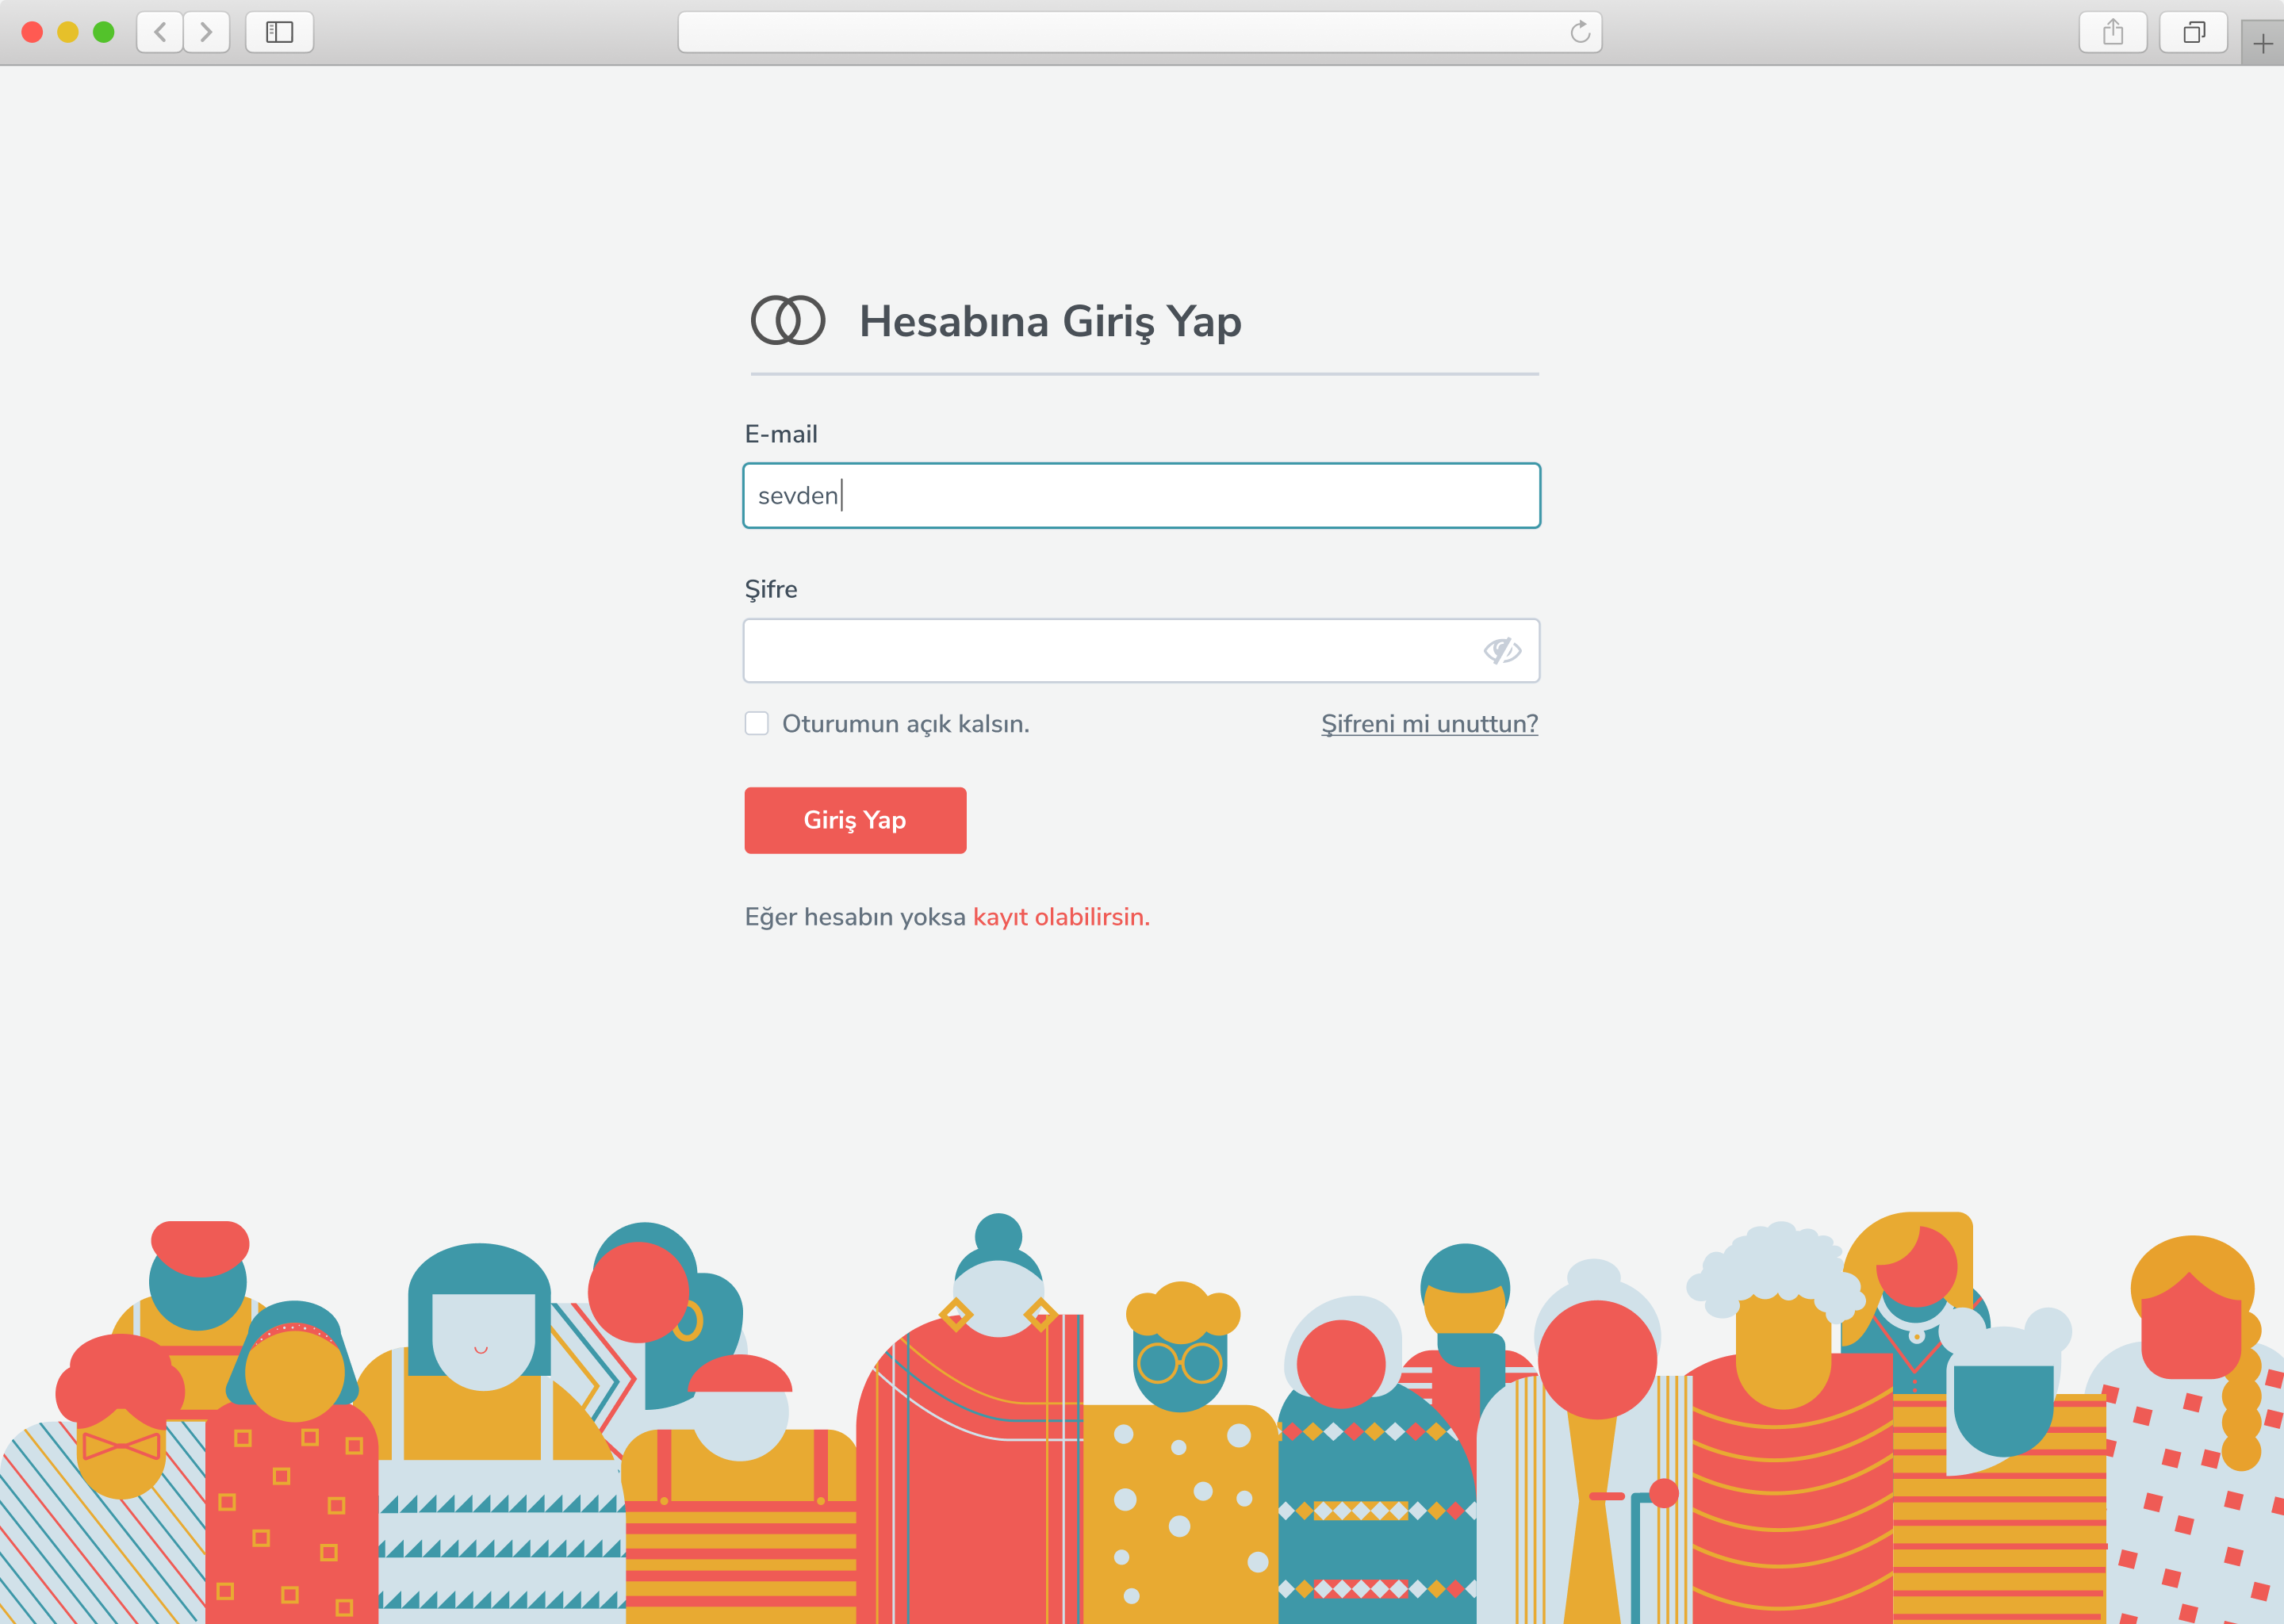 Hesabına Giriş Yap
E-mail
sevden
Şifre
Oturumun açık kalsın. Şifreni mi unuttun?
Giriş Yap
Eğer hesabın yoksa kayıt olabilirsin.